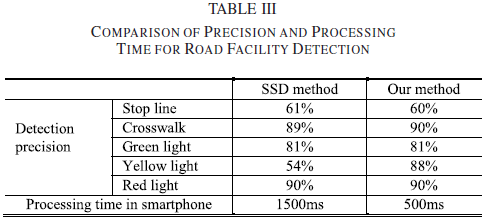 TABLE III
COMPARISON OF PRECISION AND PROCESSING
TIME FOR ROAD FACILITY DETECTION
SSD method Our method
Detection precision
Stop line 61% 60%
Crosswalk 89% 90%
Green light 81% 81%
Yellow light 54% 88%
Red light 90% 90%
Processing time in smartphone 1500ms 500ms